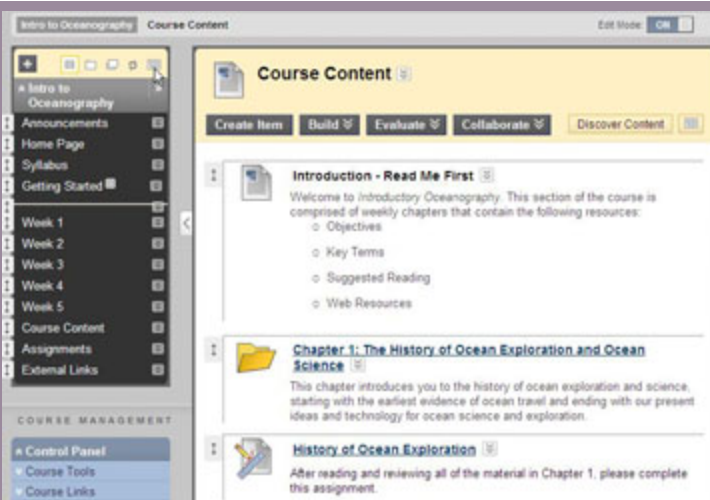 Intro to Oceanography Course Content
Edit Mode: ON
Intro to
Oceanography
Announcements
Home Page
Syllabus
Getting Started
Week 1
Week 2
Week 3
Week 4
Week 5
Course Content
Assignments
External Links
COURSE MANAGEMENT
Control Panel
Course Tools
Course Links
Course Content
Create Item Build Evaluate Collaborate Discover Content
Introduction - Read Me First
Welcome to Introductory Oceanography. This section of the course is
comprised of weekly chapters that contain the following resources:
Objectives
Key Terms
Suggested Reading
Web Resources
Chapter 1: The History of Ocean Exploration and Ocean
Science
This chapter introduces you to the history of ocean exploration and science,
starting with the earliest evidence of ocean travel and ending with our present
ideas and technology for ocean science and exploration.
History of Ocean Exploration
After reading and reviewing all of the material in Chapter 1, please complete
this assignment.